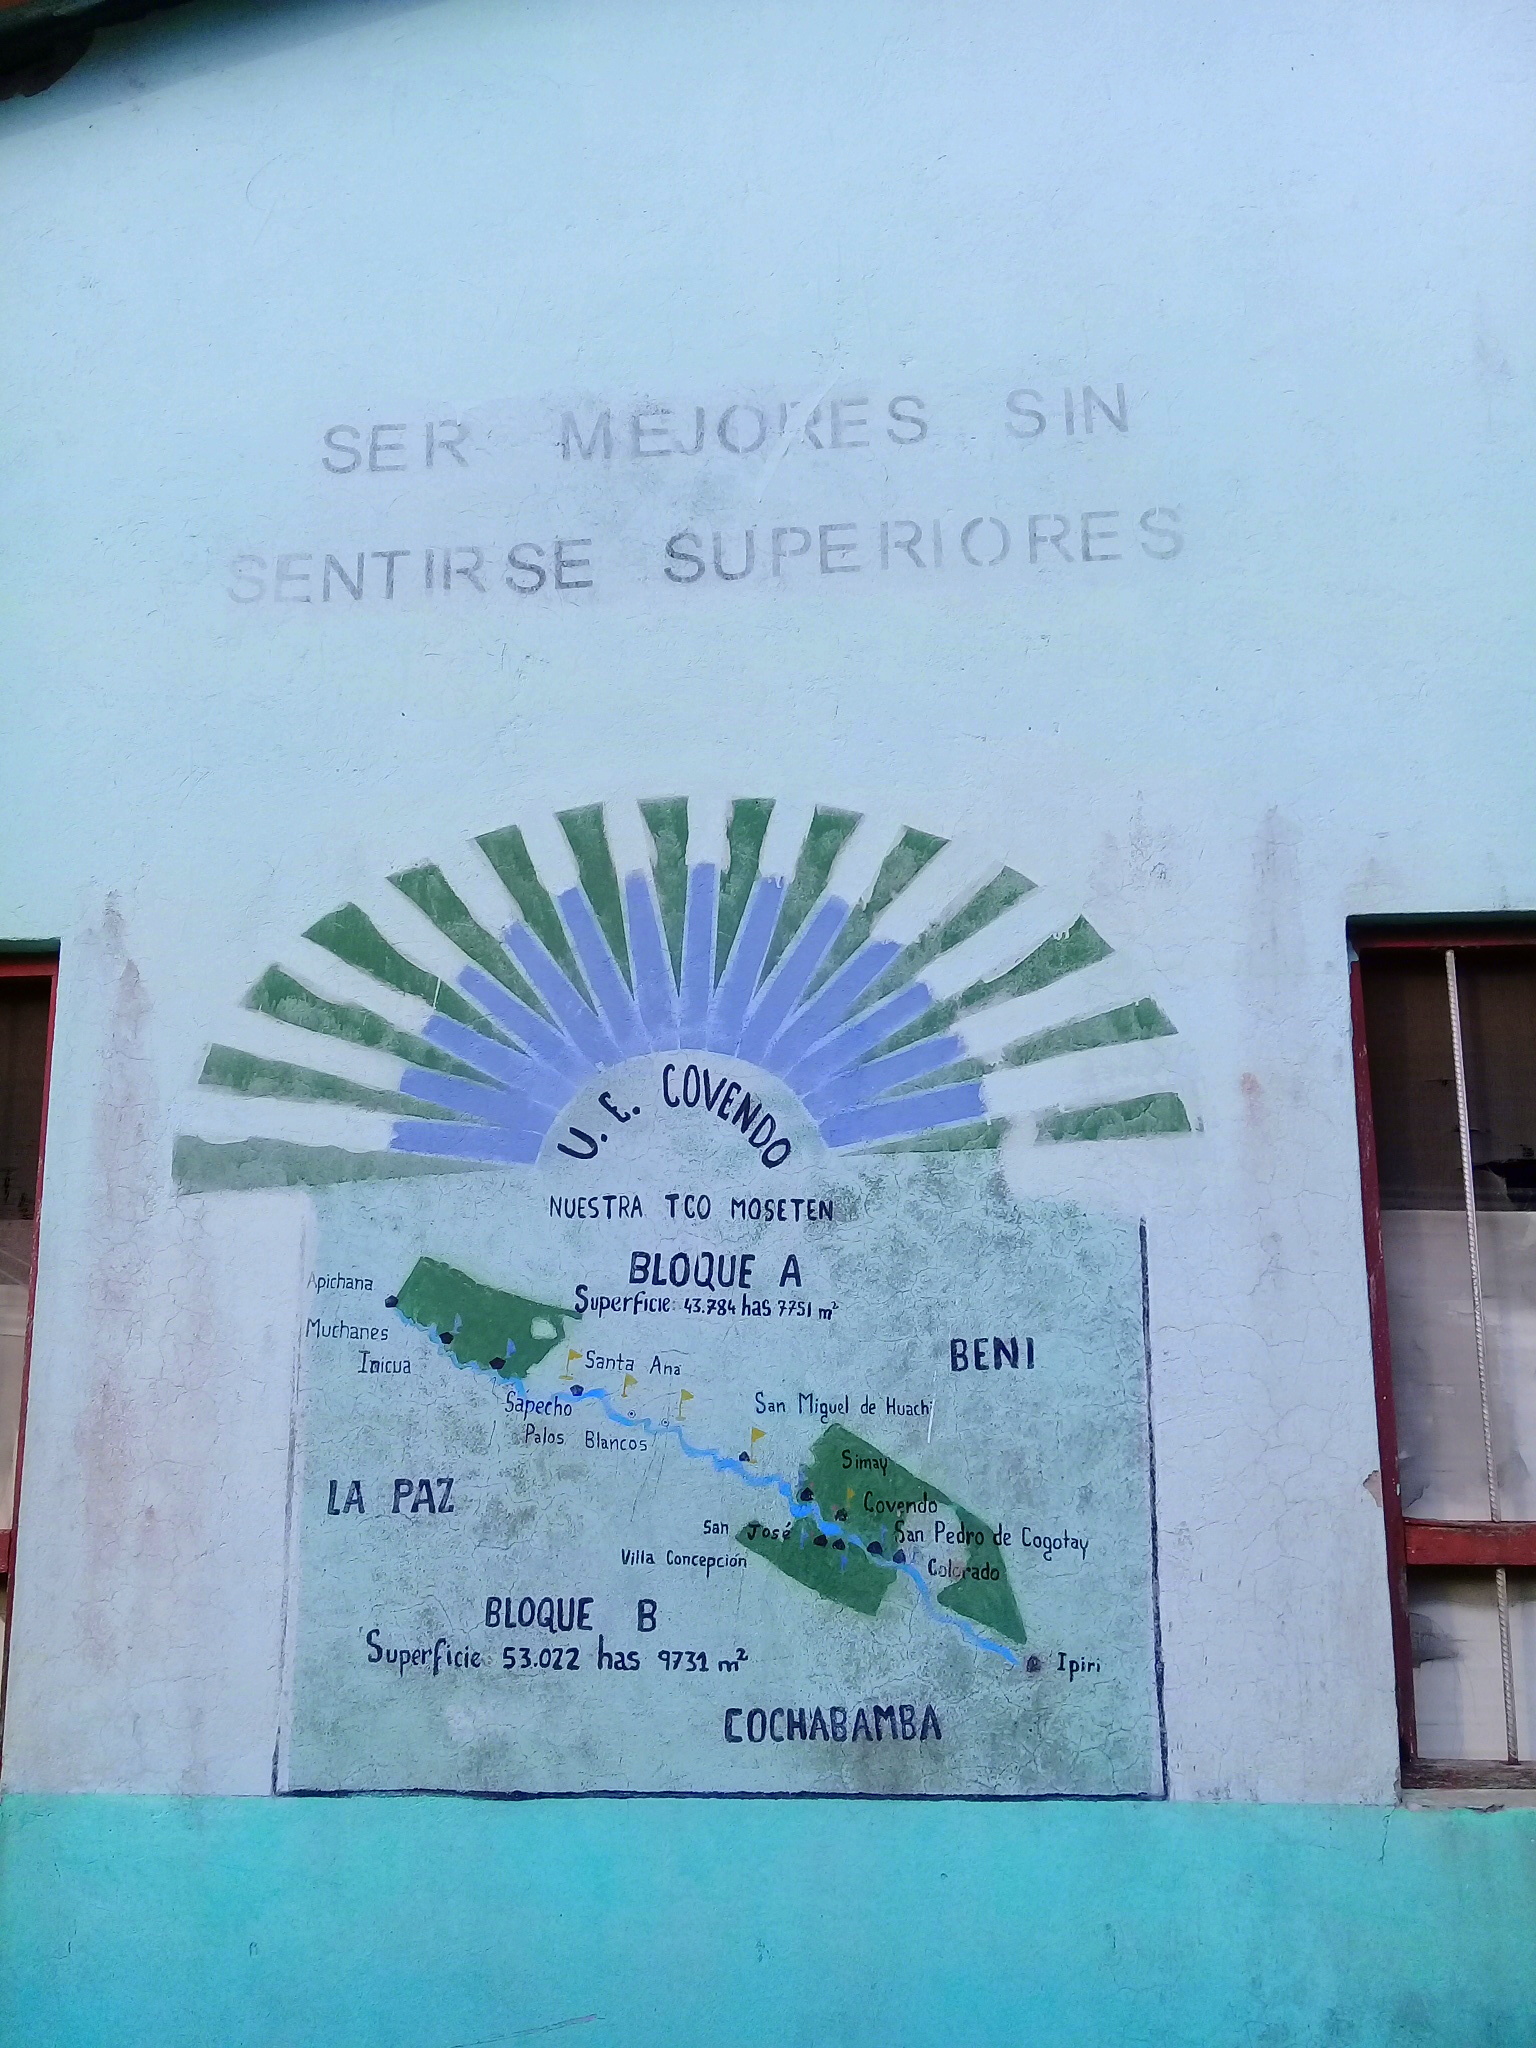 SER MEJORES SIN
SENTIRSE SUPERIORES
U. E. COVENDO
NUESTRA TCO MOSETEN
BLOQUE A
Superficie: 43.784 has 7751 m²
Apichana
Muchanes
Inicua
BENI
Santa Ana
Sapecho
Palos Blancos
San Miguel de Huachi
Simay
LA PAZ
Covendo
San José
San Pedro de Cogotay
Villa Concepción
Colorado
BLOQUE B
Superficie 53.022 has 9731 m²
Ipiri
COCHABAMBA